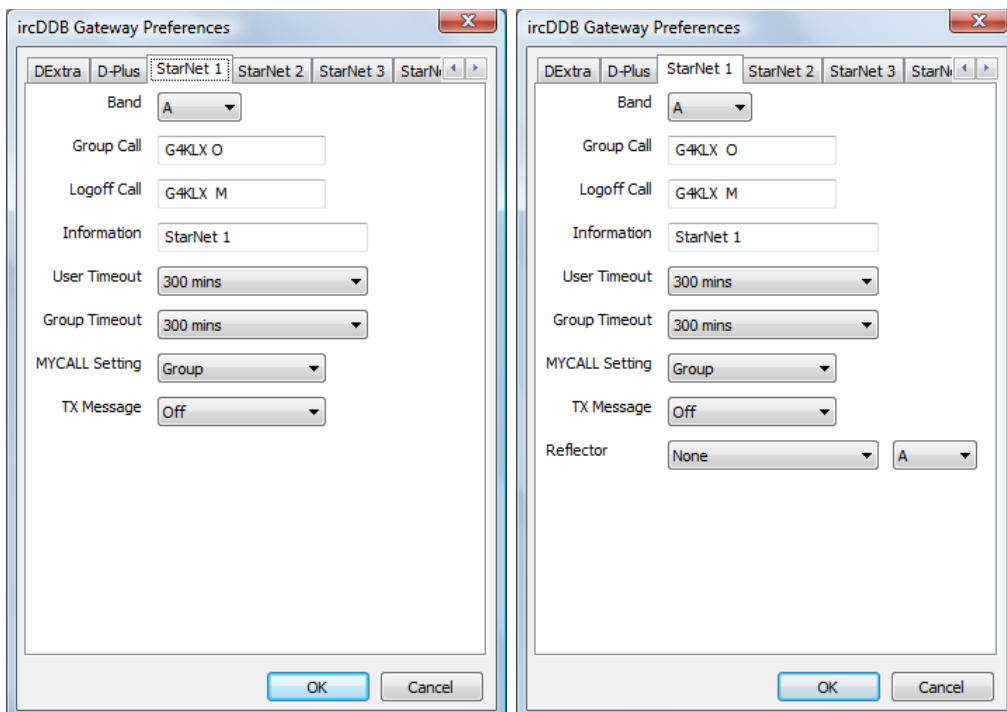 ircDDB Gateway Preferences
X
DExtra D-Plus StarNet 1 StarNet 2 StarNet 3
Band A
Group Call G4KLX O
Logoff Call G4KLX  M
Information StarNet 1
User Timeout 300 mins
Group Timeout 300 mins
MYCALL Setting Group
TX Message Off
OK Cancel
ircDDB Gateway Preferences
X
DExtra D-Plus StarNet 1 StarNet 2 StarNet 3
Band A
Group Call G4KLX  O
Logoff Call G4KLX  M
Information StarNet 1
User Timeout 300 mins
Group Timeout 300 mins
MYCALL Setting Group
TX Message Off
Reflector None A
OK Cancel